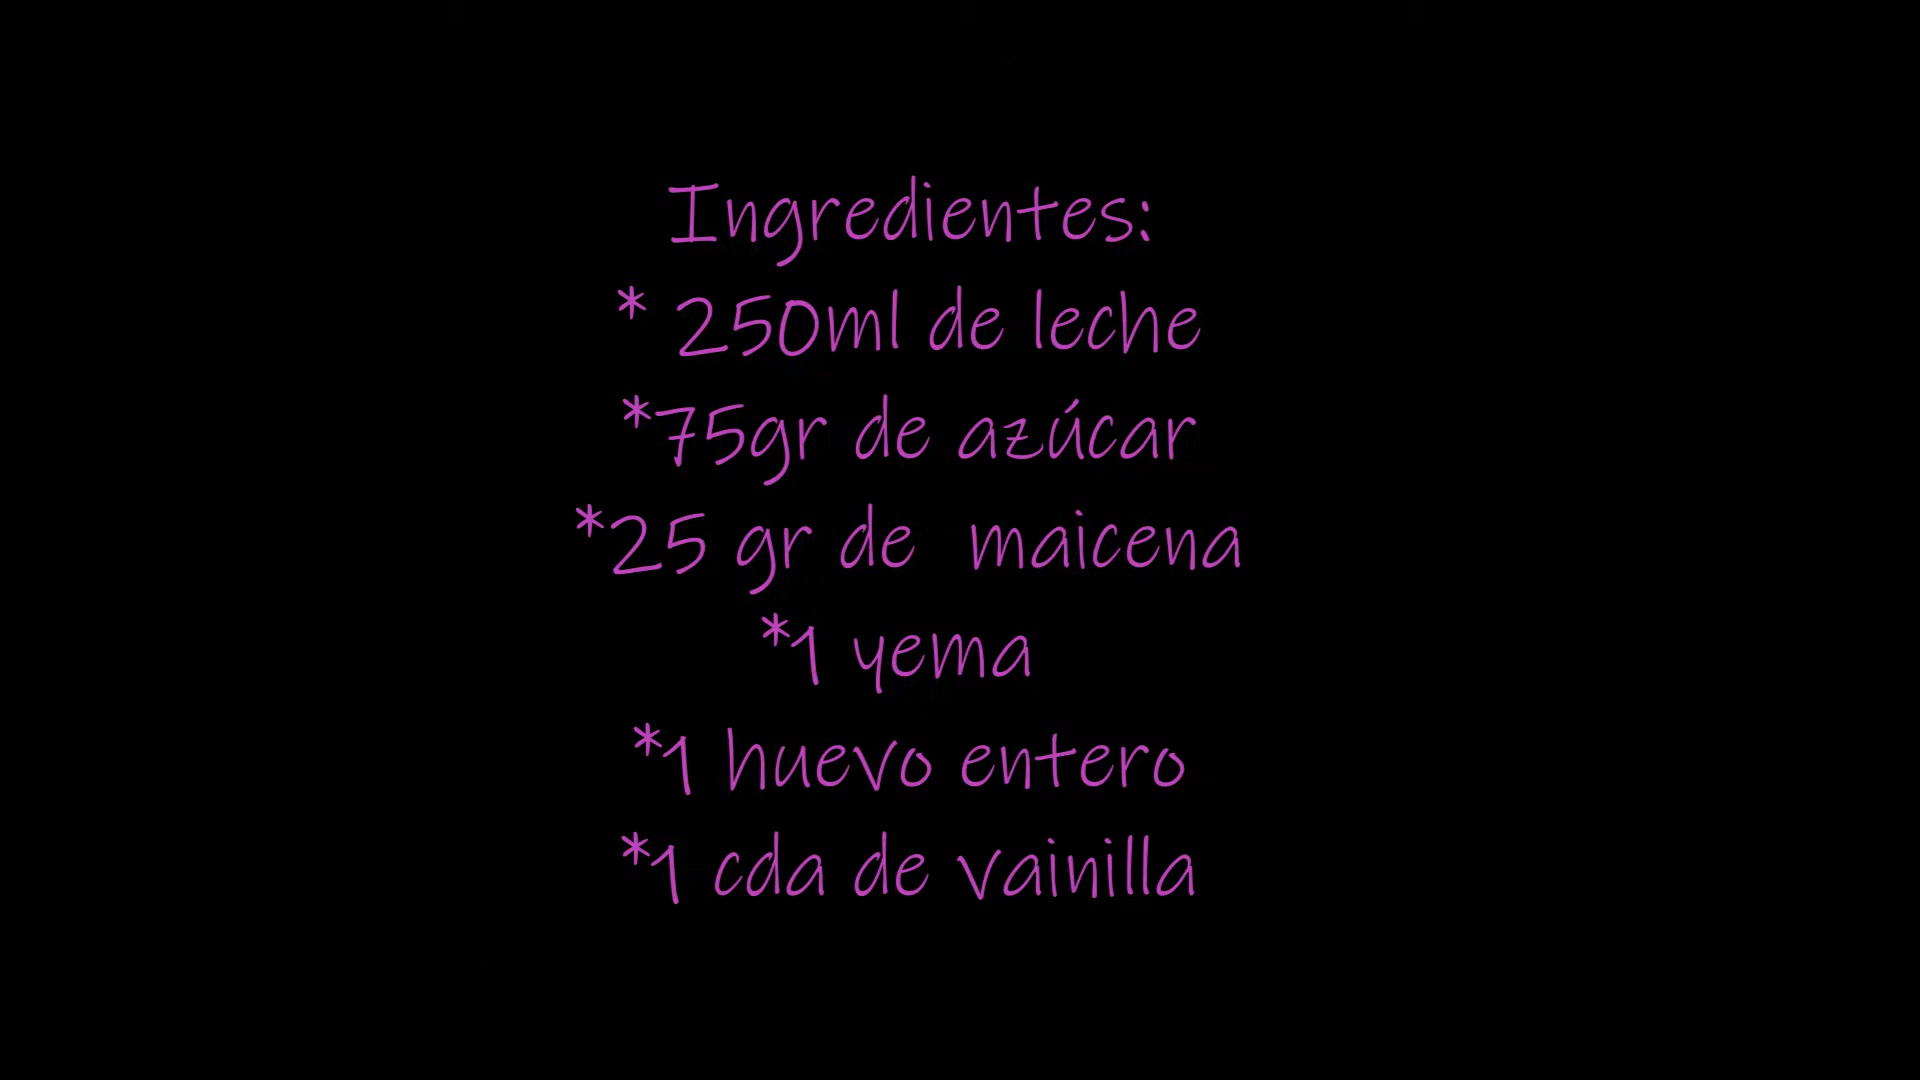 Ingredientes:
* 250ml de leche
*75gr de azúcar
*25 gr de  maicena
*1 yema
*1 huevo entero
*1 cda de vainilla